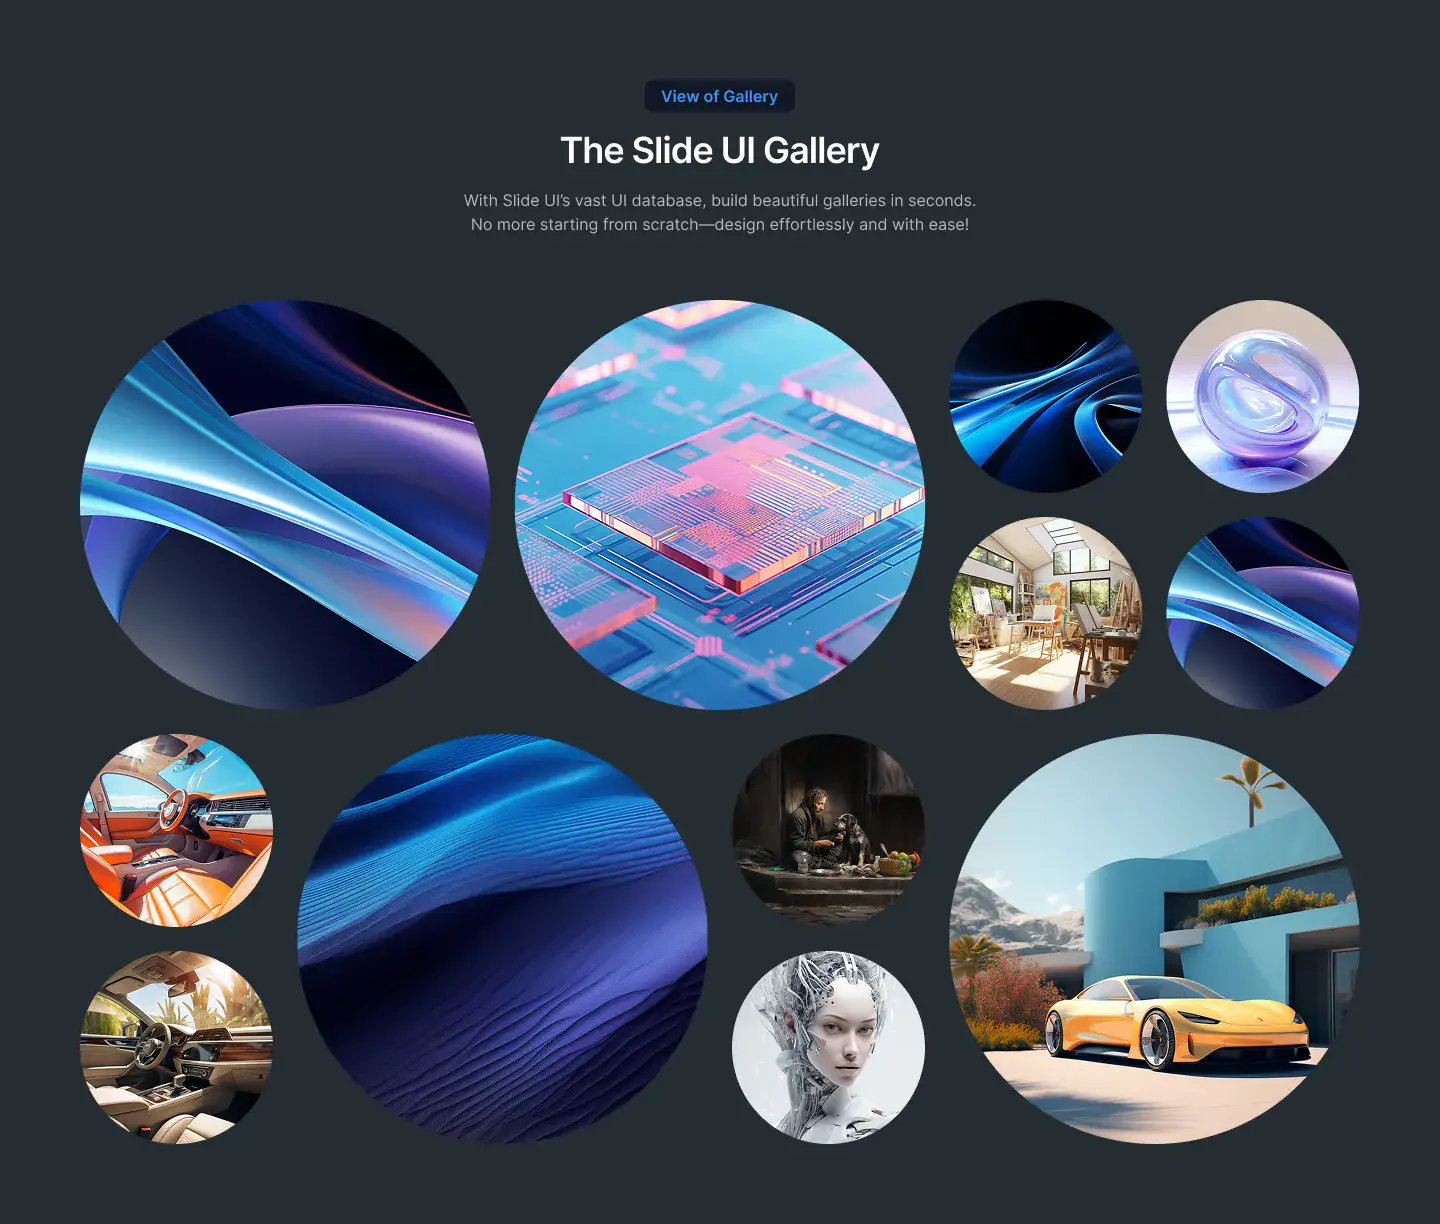 View of Gallery
The Slide UI Gallery
With Slide UI’s vast UI database, build beautiful galleries in seconds.
No more starting from scratch—design effortlessly and with ease!